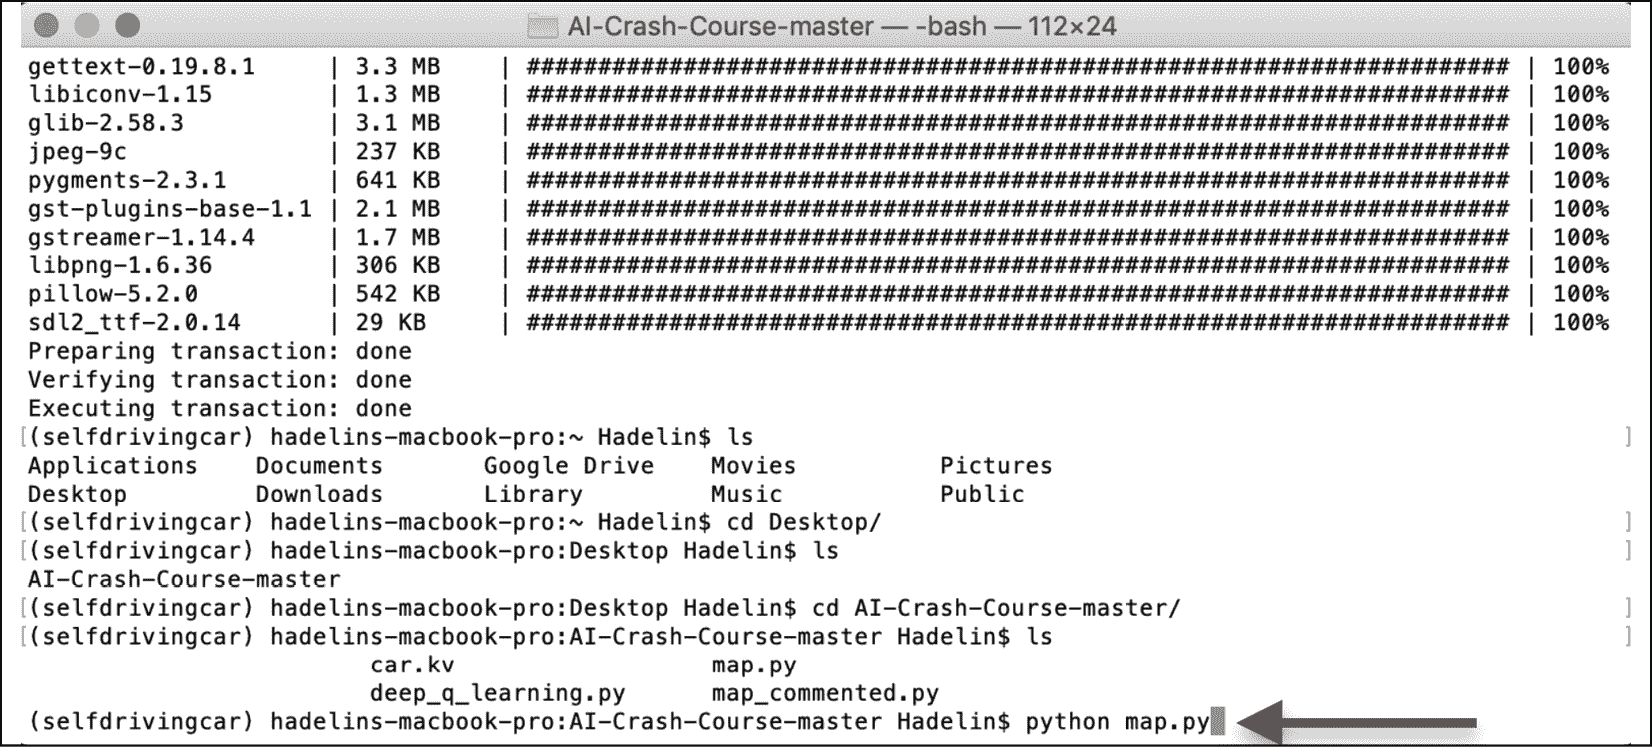 AI-Crash-Course-master — -bash — 112×24
gettext-0.19.8.1 | 3.3 MB | ##################################################################### | 100%
libiconv-1.15 | 1.3 MB | ##################################################################### | 100%
glib-2.58.3 | 3.1 MB | ##################################################################### | 100%
jpeg-9c | 237 KB | ##################################################################### | 100%
pygments-2.3.1 | 641 KB | ##################################################################### | 100%
gst-plugins-base-1.1 | 2.1 MB | ##################################################################### | 100%
gstreamer-1.14.4 | 1.7 MB | ##################################################################### | 100%
libpng-1.6.36 | 306 KB | ##################################################################### | 100%
pillow-5.2.0 | 542 KB | ##################################################################### | 100%
sdl2_ttf-2.0.14 | 29 KB | ##################################################################### | 100%
Preparing transaction: done
Verifying transaction: done
Executing transaction: done
[(selfdrivingcar) hadelins-macbook-pro:~ Hadelin$ ls ]
Applications Documents Google Drive Movies Pictures
Desktop Downloads Library Music Public
[(selfdrivingcar) hadelins-macbook-pro:~ Hadelin$ cd Desktop/ ]
[(selfdrivingcar) hadelins-macbook-pro:Desktop Hadelin$ ls ]
AI-Crash-Course-master
[(selfdrivingcar) hadelins-macbook-pro:Desktop Hadelin$ cd AI-Crash-Course-master/ ]
[(selfdrivingcar) hadelins-macbook-pro:AI-Crash-Course-master Hadelin$ ls ]
car.kv map.py
deep_q_learning.py map_commented.py
(selfdrivingcar) hadelins-macbook-pro:AI-Crash-Course-master Hadelin$ python map.py